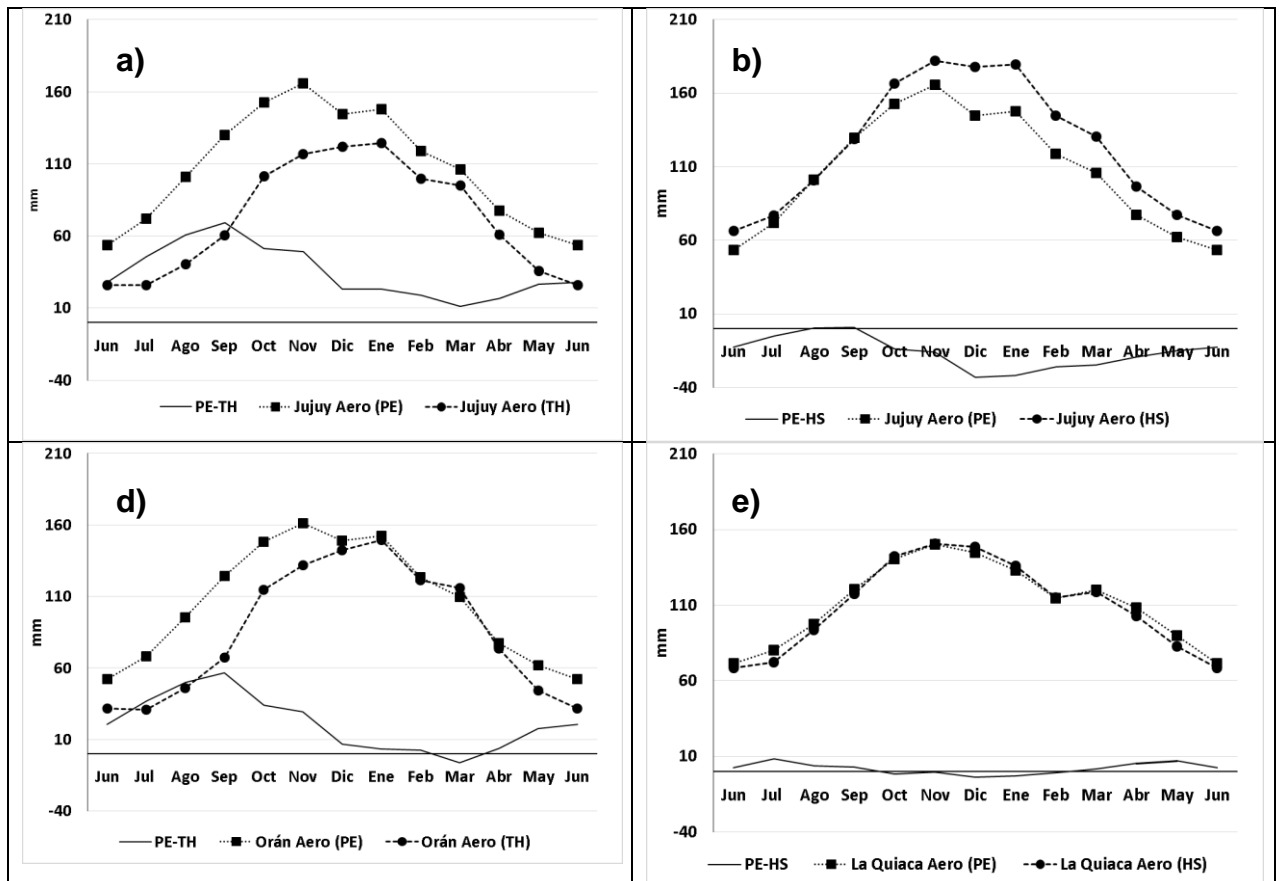 a)
210
160
110
60
10
-40
mm
Jun Jul Ago Sep Oct Nov Dic Ene Feb Mar Abr May Jun
PE-TH Jujuy Aero (PE) Jujuy Aero (TH)
b)
210
160
110
60
10
-40
mm
Jun Jul Ago Sep Oct Nov Dic Ene Feb Mar Abr May Jun
PE-HS Jujuy Aero (PE) Jujuy Aero (HS)
d)
210
160
110
60
10
-40
mm
Jun Jul Ago Sep Oct Nov Dic Ene Feb Mar Abr May Jun
PE-TH Orán Aero (PE) Orán Aero (TH)
e)
210
160
110
60
10
-40
mm
Jun Jul Ago Sep Oct Nov Dic Ene Feb Mar Abr May Jun
PE-HS La Quiaca Aero (PE) La Quiaca Aero (HS)